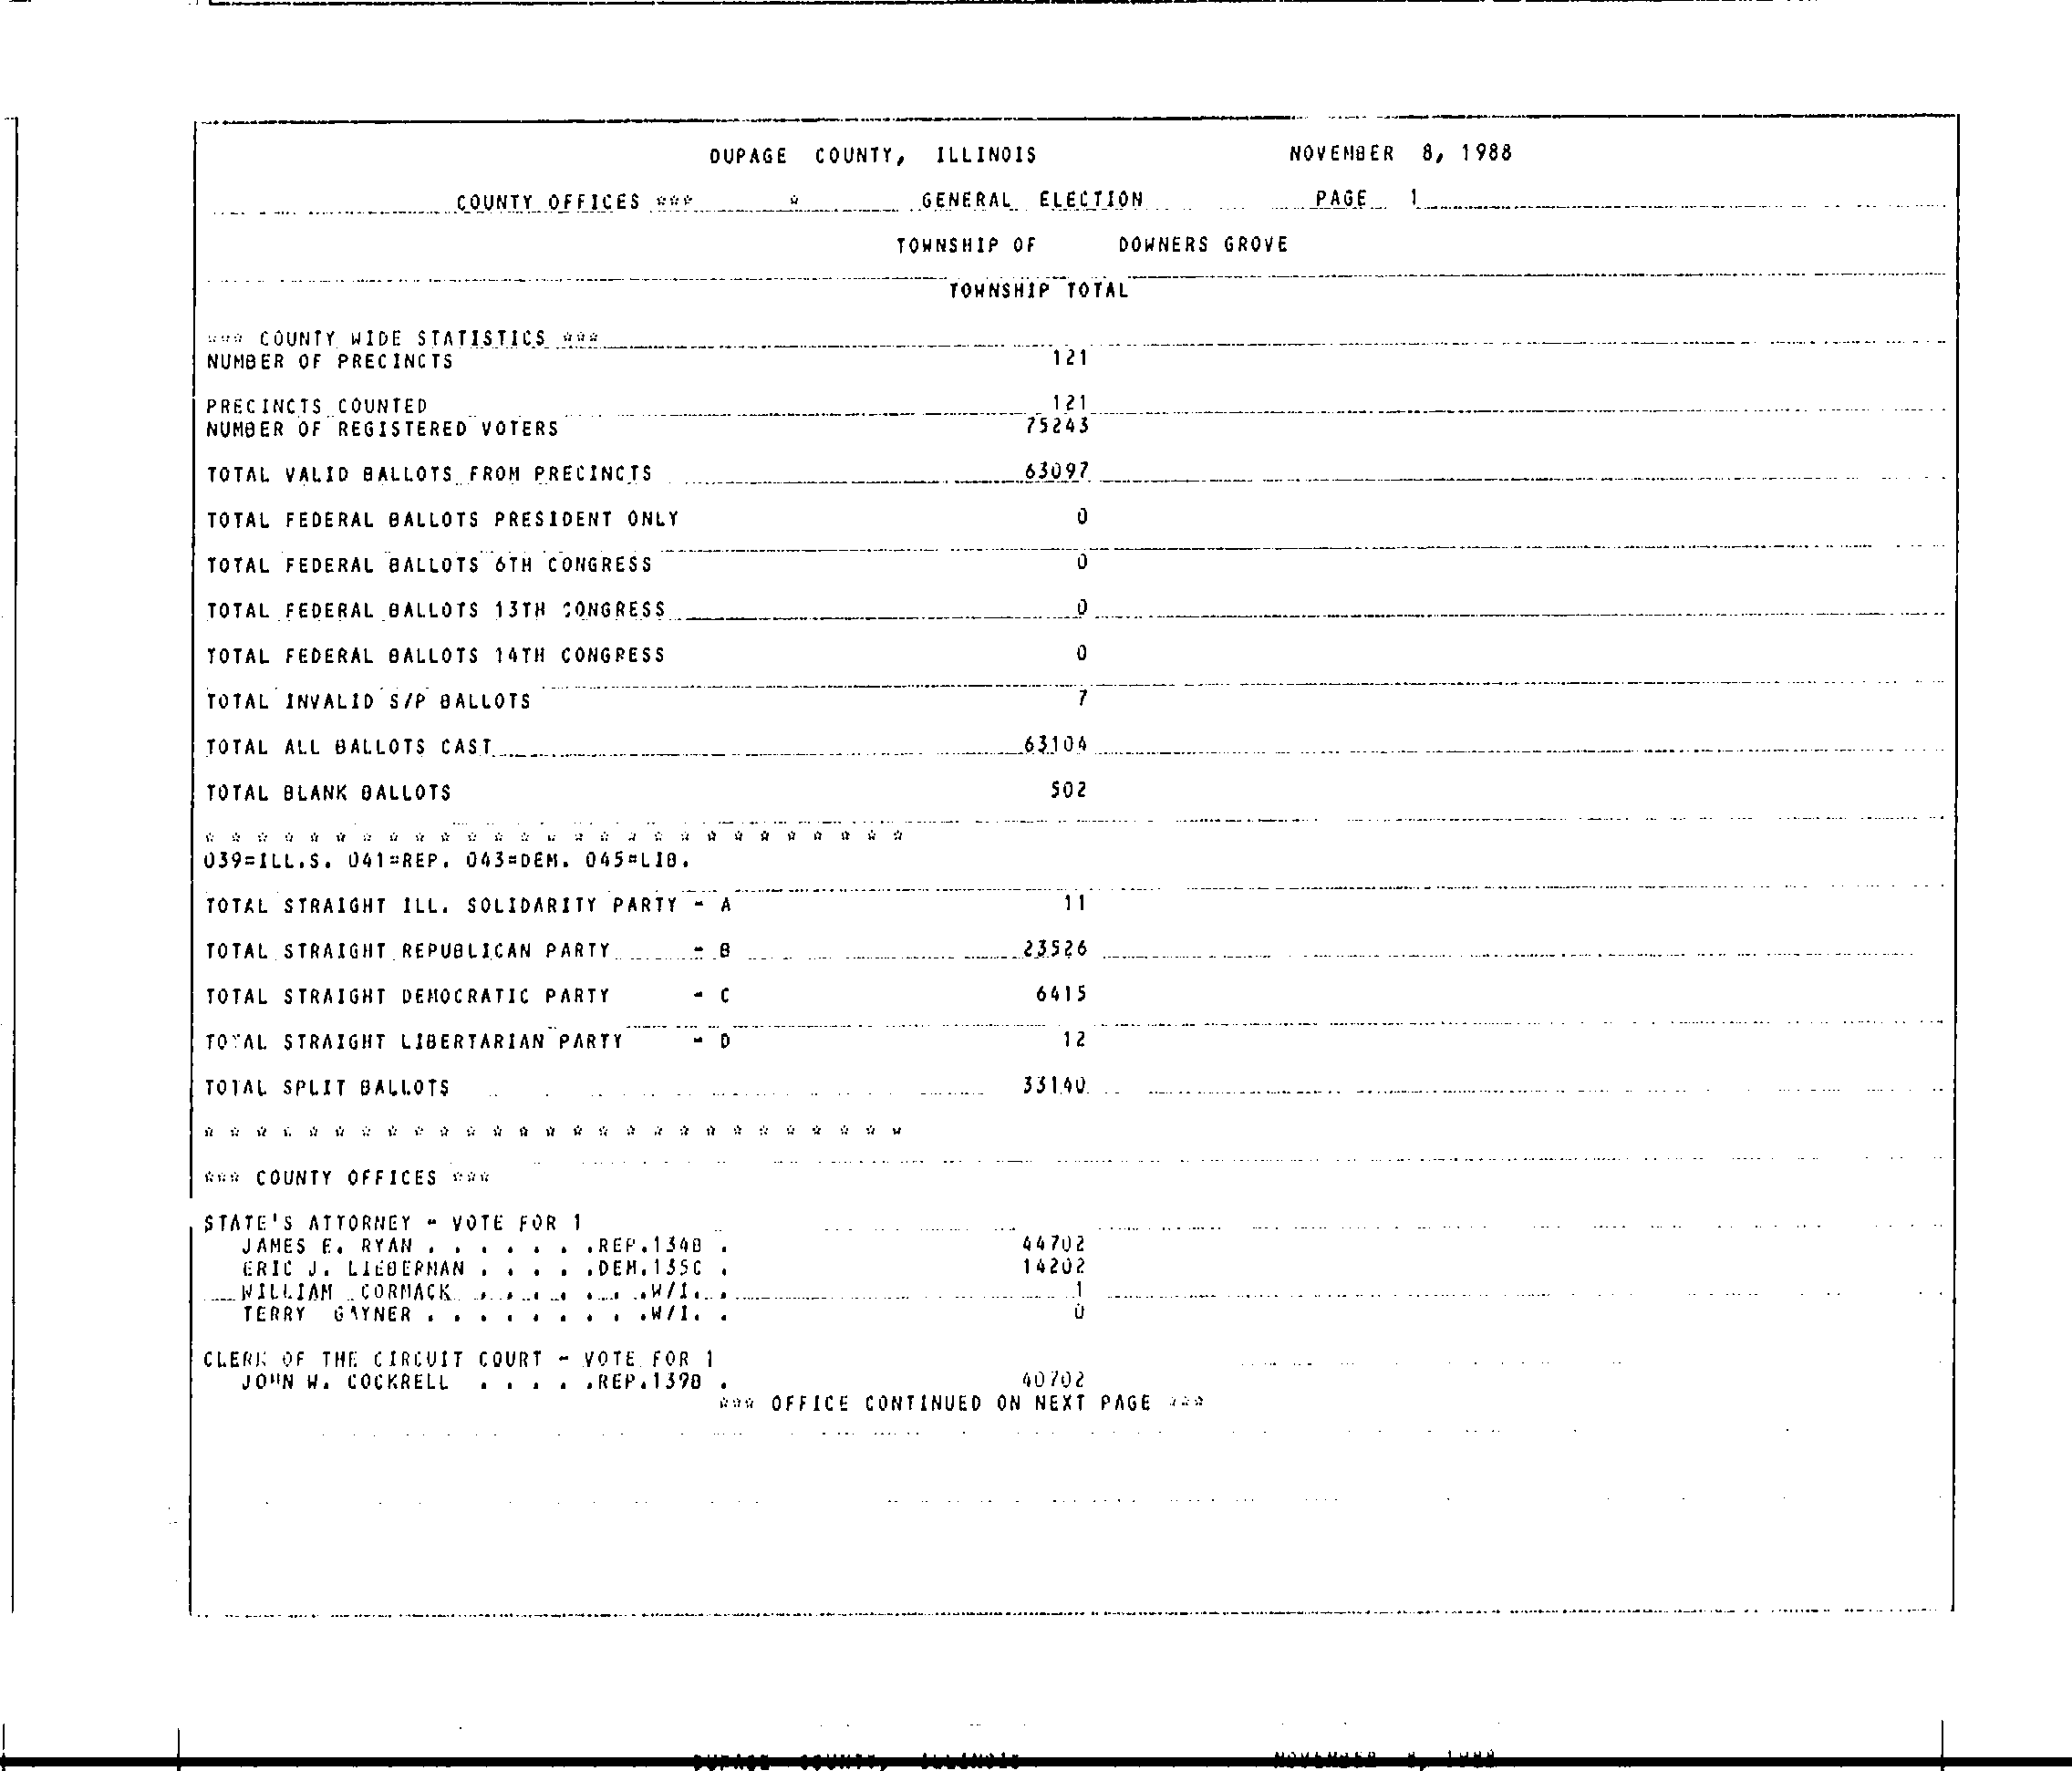 DUPAGE COUNTY, ILLINOIS NOVEMBER 8, 1988
COUNTY OFFICES *** * GENERAL ELECTION PAGE 1
TOWNSHIP OF DOWNERS GROVE
TOWNSHIP TOTAL
*** COUNTY WIDE STATISTICS ***
NUMBER OF PRECINCTS 121
PRECINCTS COUNTED 121
NUMBER OF REGISTERED VOTERS 75243
TOTAL VALID BALLOTS FROM PRECINCTS 63097
TOTAL FEDERAL BALLOTS PRESIDENT ONLY 0
TOTAL FEDERAL BALLOTS 6TH CONGRESS 0
TOTAL FEDERAL BALLOTS 13TH CONGRESS 0
TOTAL FEDERAL BALLOTS 14TH CONGRESS 0
TOTAL INVALID S/P BALLOTS 7
TOTAL ALL BALLOTS CAST 63104
TOTAL BLANK BALLOTS 502
* * * * * * * * * * * * * * * * * * * * * * * * * * *
039=ILL.S. 041=REP. 043=DEM. 045=LIB.
TOTAL STRAIGHT ILL. SOLIDARITY PARTY - A 11
TOTAL STRAIGHT REPUBLICAN PARTY - B 23526
TOTAL STRAIGHT DEMOCRATIC PARTY - C 6415
TOTAL STRAIGHT LIBERTARIAN PARTY - D 12
TOTAL SPLIT BALLOTS 33140
* * * * * * * * * * * * * * * * * * * * * * * * * * *
*** COUNTY OFFICES ***
STATE'S ATTORNEY - VOTE FOR 1
JAMES E. RYAN . . . . . . .REP.134B . 44702
ERIC J. LIEBERMAN . . . . .DEM.135C . 14202
WILLIAM CORMACK . . . . . . .W/I. . 1
TERRY GAYNER . . . . . . . . .W/I. . 0
CLERK OF THE CIRCUIT COURT - VOTE FOR 1
JOHN W. COCKRELL . . . . .REP.139B . 40702
*** OFFICE CONTINUED ON NEXT PAGE ***
DUPAGE COUNTY, ILLINOIS NOVEMBER 8, 1988